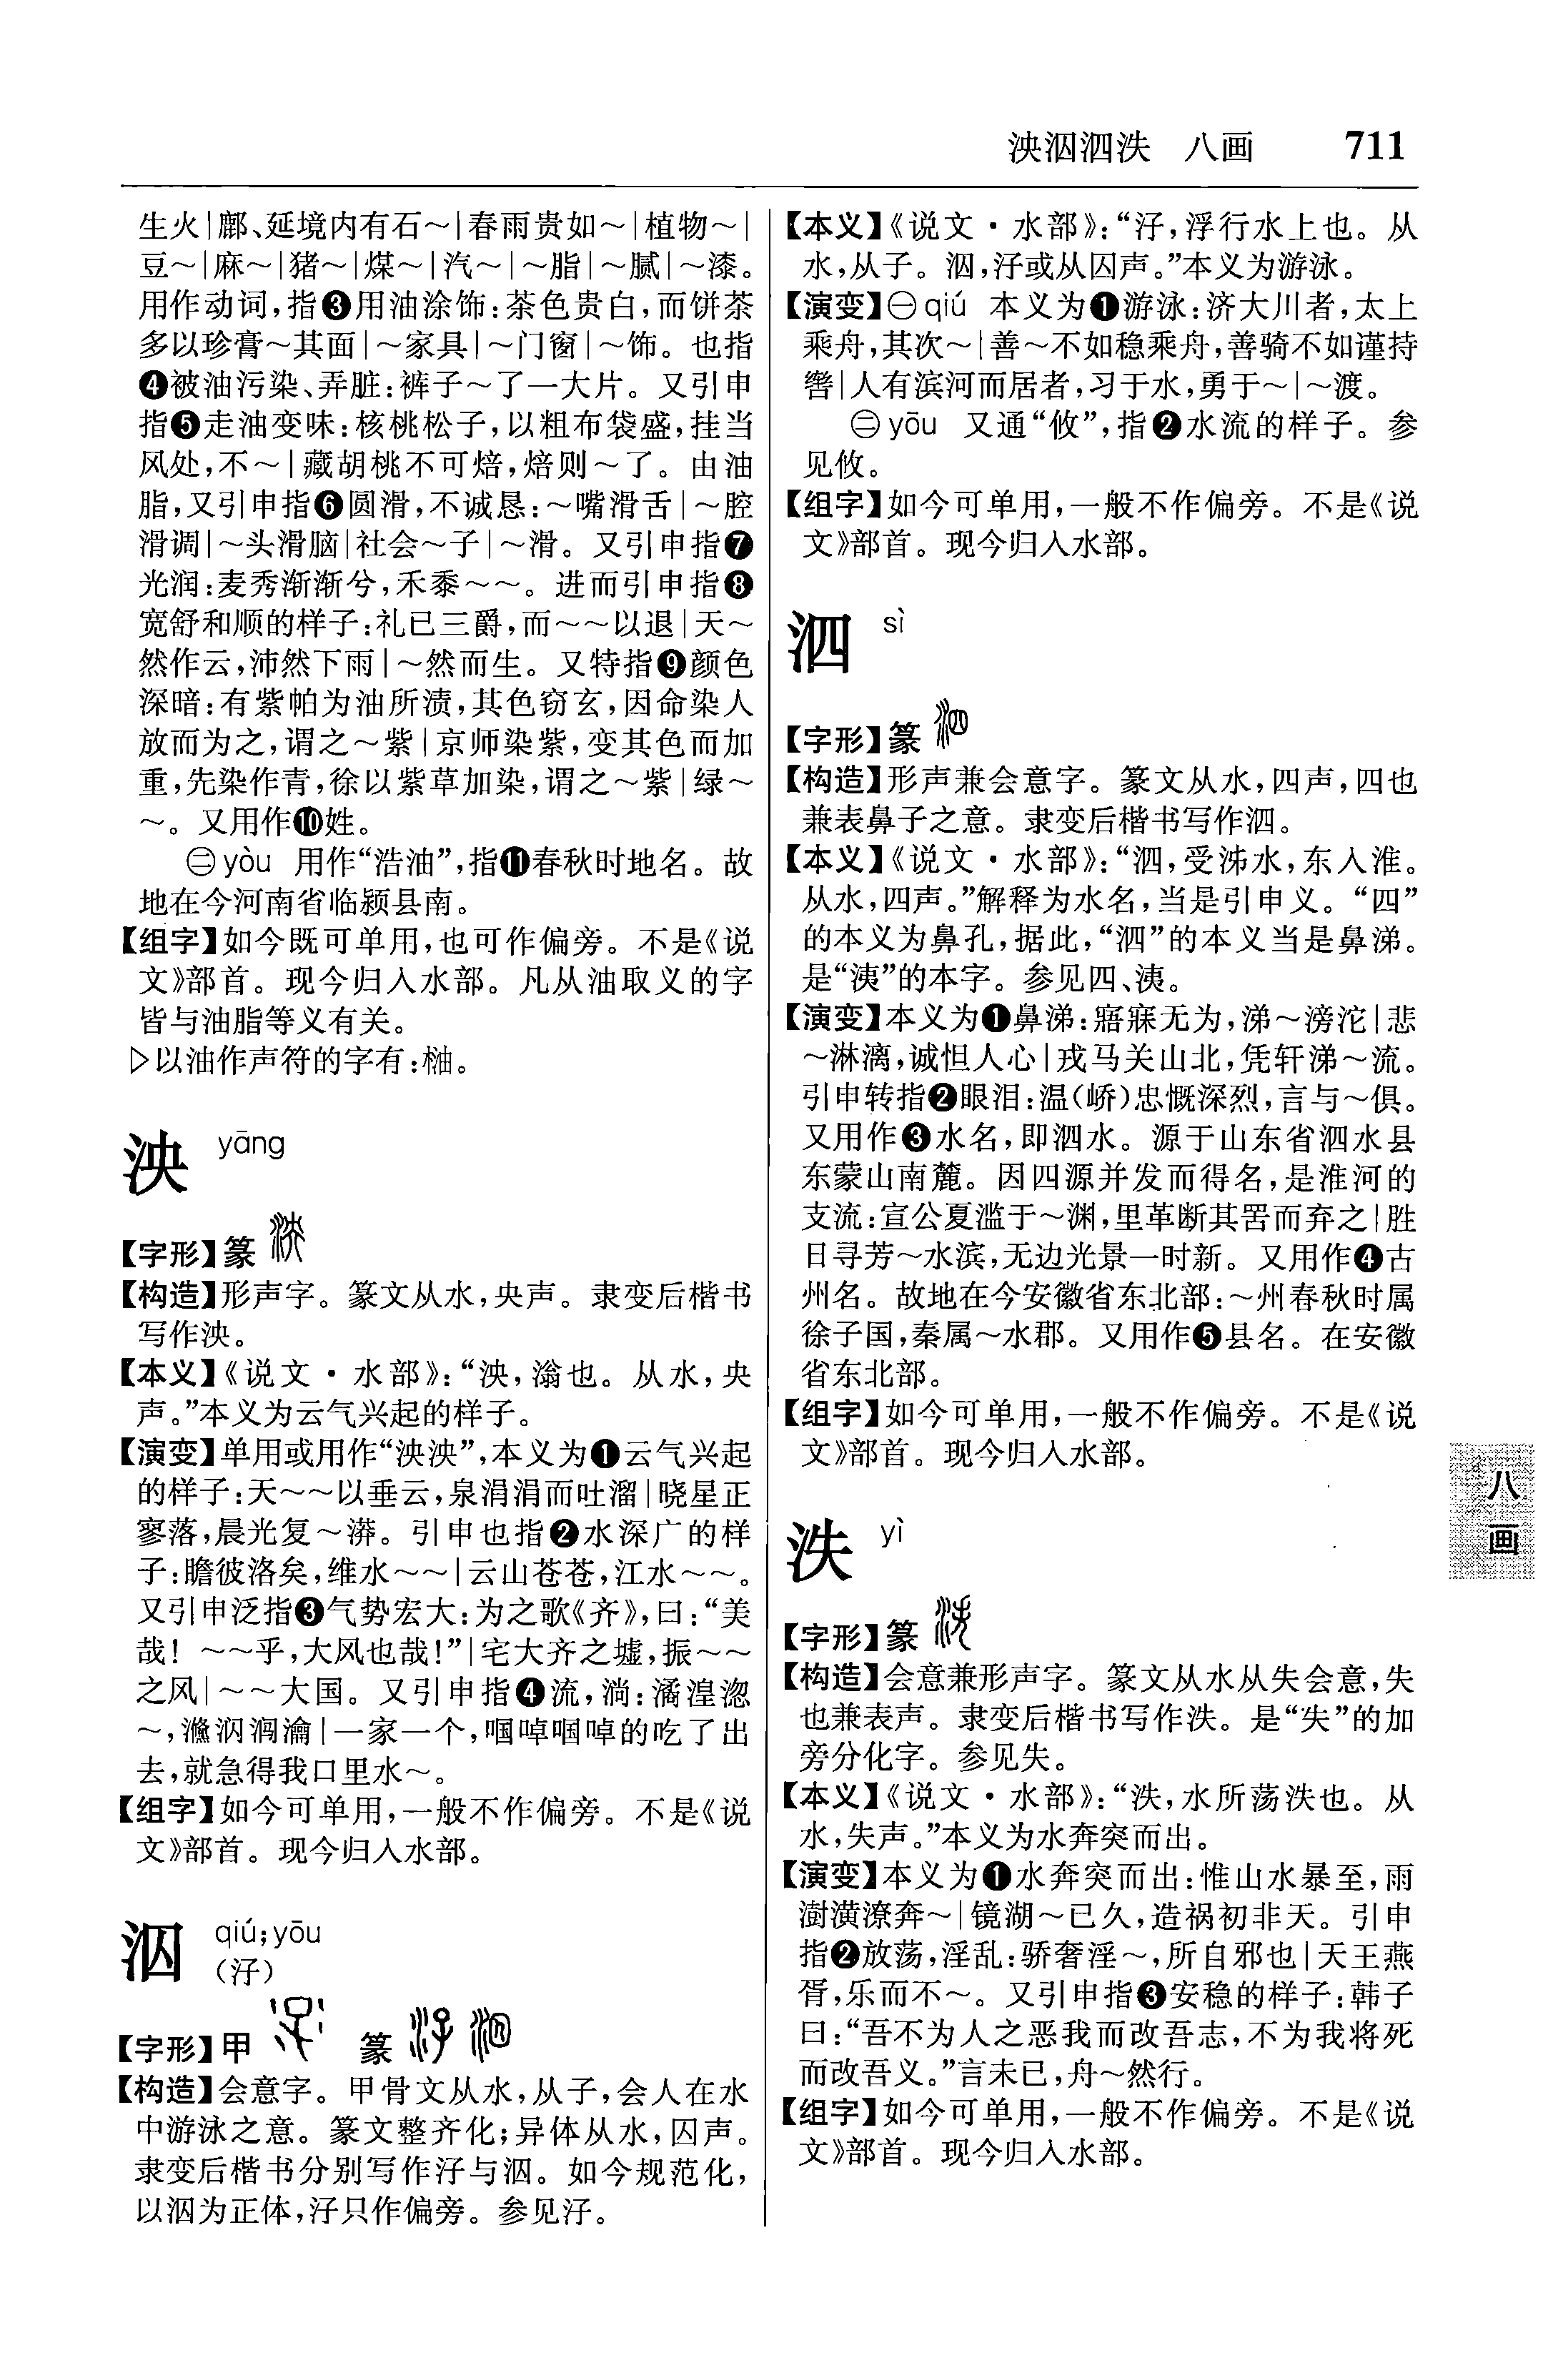 泱泅泗泆　八画　711
生火|鄜、延境内有石～|春雨贵如～|植物～|
豆～|麻～|猪～|煤～|汽～|～脂|～腻|～漆。
用作动词,指❸用油涂饰:茶色贵白,而饼茶
多以珍膏～其面|～家具|～门窗|～饰。也指
❹被油污染、弄脏:裤子～了一大片。又引申
指❺走油变味:核桃松子,以粗布袋盛,挂当
风处,不～|藏胡桃不可焙,焙则～了。由油
脂,又引申指❻圆滑,不诚恳:～嘴滑舌|～腔
滑调|～头滑脑|社会～子|～滑。又引申指❼
光润:麦秀渐渐兮,禾黍～～。进而引申指❽
宽舒和顺的样子:礼已三爵,而～～以退|天～
然作云,沛然下雨|～然而生。又特指❾颜色
深暗:有紫帕为油所渍,其色窃玄,因命染人
放而为之,谓之～紫|京师染紫,变其色而加
重,先染作青,徐以紫草加染,谓之～紫|绿～
～。又用作❿姓。
㊁yòu 用作“浩油”,指⓫春秋时地名。故
地在今河南省临颍县南。
【组字】如今既可单用,也可作偏旁。不是《说
文》部首。现今归入水部。凡从油取义的字
皆与油脂等义有关。
▷以油作声符的字有:櫾。
泱 yāng
【字形】篆
【构造】形声字。篆文从水,央声。隶变后楷书
写作泱。
【本义】《说文·水部》:“泱,滃也。从水,央
声。”本义为云气兴起的样子。
【演变】单用或用作“泱泱”,本义为❶云气兴起
的样子:天～～以垂云,泉涓涓而吐溜|晓星正
寥落,晨光复～漭。引申也指❷水深广的样
子:瞻彼洛矣,维水～～|云山苍苍,江水～～。
又引申泛指❸气势宏大:为之歌《齐》,曰:“美
哉! ～～乎,大风也哉!”|宅大齐之墟,振～～
之风|～～大国。又引申指❹流,淌:潏湟淴
～,滊泀泂瀹|一家一个,啯啅啯啅的吃了出
去,就急得我口里水～。
【组字】如今可单用,一般不作偏旁。不是《说
文》部首。现今归入水部。
泅 qiú;yōu
(汓)
【字形】甲 篆
【构造】会意字。甲骨文从水,从子,会人在水
中游泳之意。篆文整齐化;异体从水,囚声。
隶变后楷书分别写作汓与泅。如今规范化,
以泅为正体,汓只作偏旁。参见汓。
【本义】《说文·水部》:“汓,浮行水上也。从
水,从子。泅,汓或从囚声。”本义为游泳。
【演变】㊀qiú 本义为❶游泳:济大川者,太上
乘舟,其次～|善～不如稳乘舟,善骑不如谨持
辔|人有滨河而居者,习于水,勇于～|～渡。
㊁yōu 又通“攸”,指❷水流的样子。参
见攸。
【组字】如今可单用,一般不作偏旁。不是《说
文》部首。现今归入水部。
泗 sì
【字形】篆
【构造】形声兼会意字。篆文从水,四声,四也
兼表鼻子之意。隶变后楷书写作泗。
【本义】《说文·水部》:“泗,受泲水,东入淮。
从水,四声。”解释为水名,当是引申义。“四”
的本义为鼻孔,据此,“泗”的本义当是鼻涕。
是“洟”的本字。参见四、洟。
【演变】本义为❶鼻涕:寤寐无为,涕～滂沱|悲
～淋漓,诚怛人心|戎马关山北,凭轩涕～流。
引申转指❷眼泪:温(峤)忠慨深烈,言与～俱。
又用作❸水名,即泗水。源于山东省泗水县
东蒙山南麓。因四源并发而得名,是淮河的
支流:宣公夏滥于～渊,里革断其罟而弃之|胜
日寻芳～水滨,无边光景一时新。又用作❹古
州名。故地在今安徽省东北部:～州春秋时属
徐子国,秦属～水郡。又用作❺县名。在安徽
省东北部。
【组字】如今可单用,一般不作偏旁。不是《说
文》部首。现今归入水部。
泆 yì
【字形】篆
【构造】会意兼形声字。篆文从水从失会意,失
也兼表声。隶变后楷书写作泆。是“失”的加
旁分化字。参见失。
【本义】《说文·水部》:“泆,水所荡泆也。从
水,失声。”本义为水奔突而出。
【演变】本义为❶水奔突而出:惟山水暴至,雨
澍潢潦奔～|镜湖～已久,造祸初非天。引申
指❷放荡,淫乱:骄奢淫～,所自邪也|天王燕
胥,乐而不～。又引申指❸安稳的样子:韩子
曰:“吾不为人之恶我而改吾志,不为我将死
而改吾义。”言未已,舟～然行。
【组字】如今可单用,一般不作偏旁。不是《说
文》部首。现今归入水部。
八
画